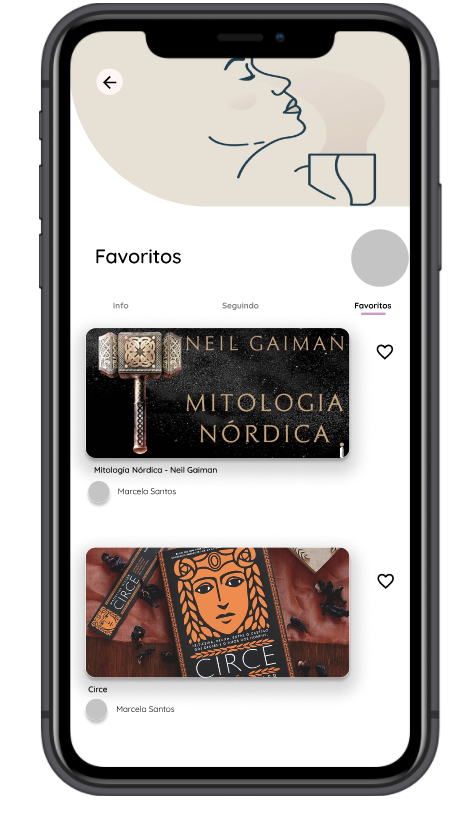 Favoritos
Info
Seguindo
Favoritos
NEIL GAIMAN
MITOLOGIA
NÓRDICA
Mitologia Nórdica - Neil Gaiman
Marcela Santos
CIRCE
CIRCE
Circe
Marcela Santos